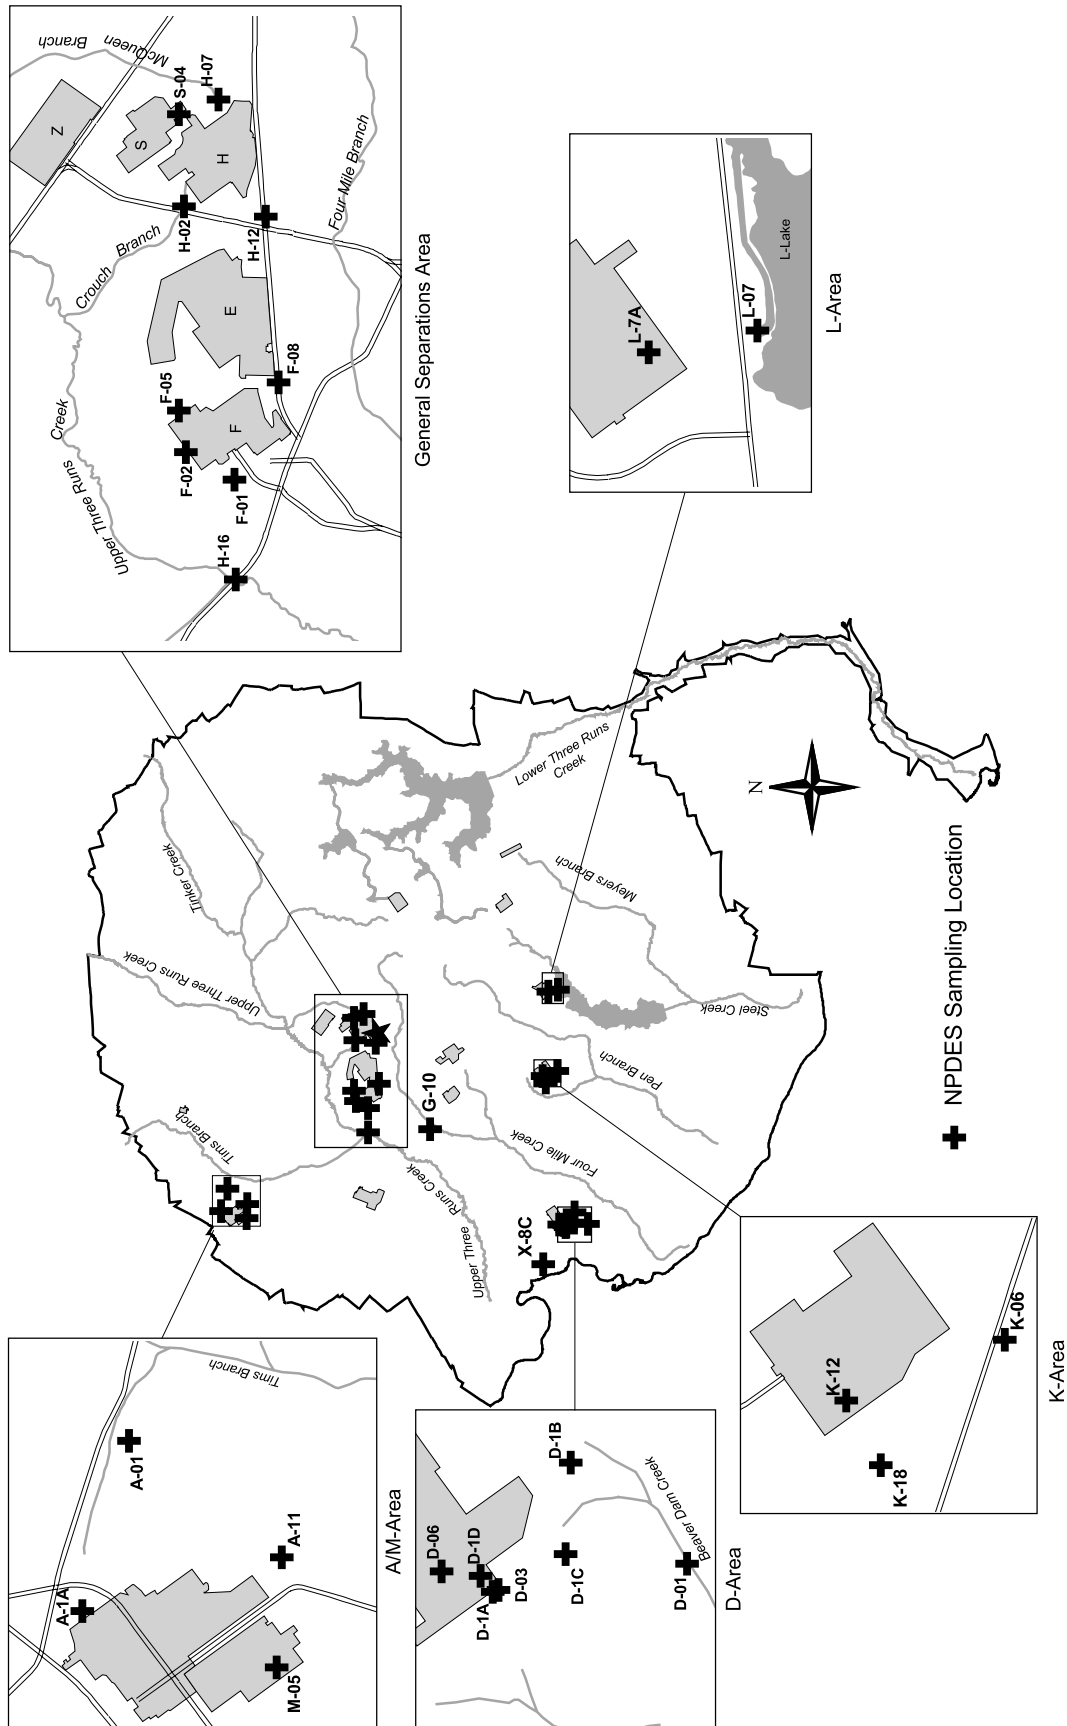 McQueen
Branch
Z
S
S-04
H-07
H
H-02
H-12
Crouch
Branch
Four Mile Branch
E
F-05
F-08
F
F-02
F-01
H-16
Upper Three Runs
Creek
General Separations Area
L-7A
L-07
L-Lake
L-Area
Lower Three Runs
Creek
N
Tinker Creek
Upper Three Runs Creek
Meyers Branch
Steel Creek
Pen Branch
Tims Branch
G-10
Four Mile Creek
Upper Three
Runs Creek
X-8C
NPDES Sampling Location
Tims Branch
A-01
A-11
A-1A
M-05
A/M-Area
D-06
D-1D
D-1A
D-03
D-1B
D-1C
D-01
Beaver Dam Creek
D-Area
K-12
K-18
K-06
K-Area